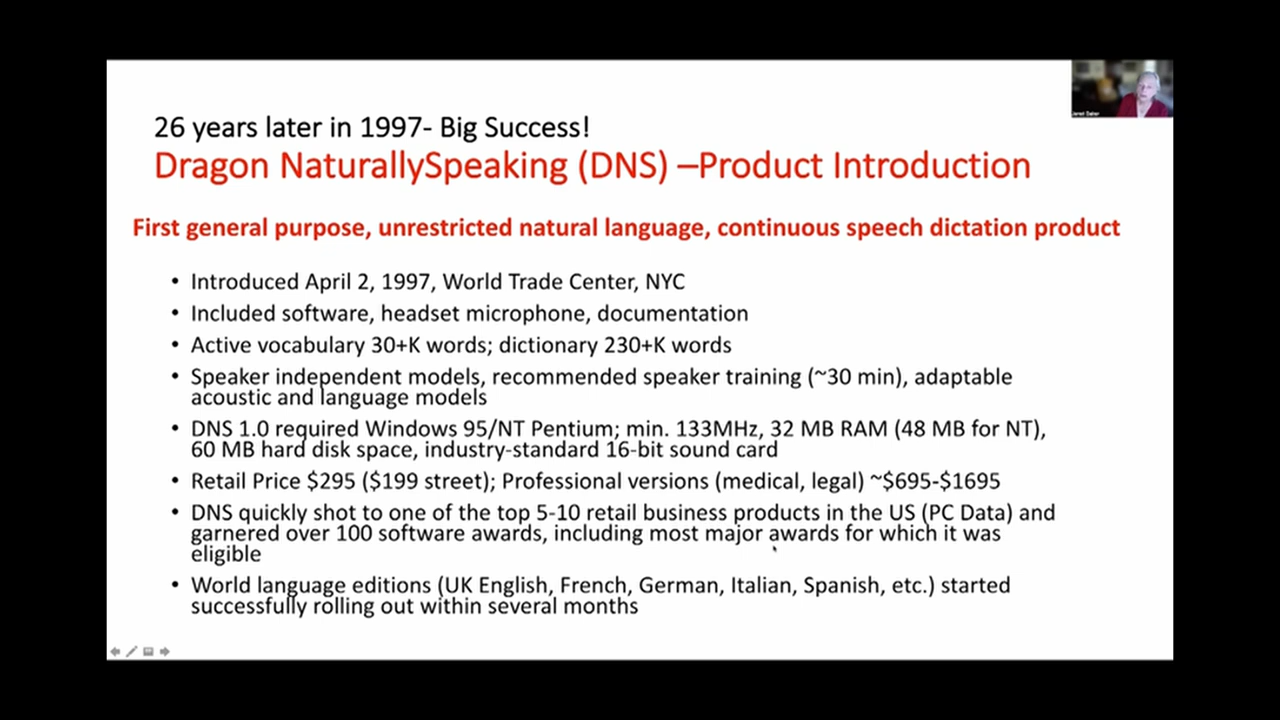 26 years later in 1997- Big Success!
Dragon NaturallySpeaking (DNS) –Product Introduction
First general purpose, unrestricted natural language, continuous speech dictation product
• Introduced April 2, 1997, World Trade Center, NYC
• Included software, headset microphone, documentation
• Active vocabulary 30+K words; dictionary 230+K words
• Speaker independent models, recommended speaker training (~30 min), adaptable
acoustic and language models
• DNS 1.0 required Windows 95/NT Pentium; min. 133MHz, 32 MB RAM (48 MB for NT),
60 MB hard disk space, industry-standard 16-bit sound card
• Retail Price $295 ($199 street); Professional versions (medical, legal) ~$695-$1695
• DNS quickly shot to one of the top 5-10 retail business products in the US (PC Data) and
garnered over 100 software awards, including most major awards for which it was
eligible
• World language editions (UK English, French, German, Italian, Spanish, etc.) started
successfully rolling out within several months
Janet Baker